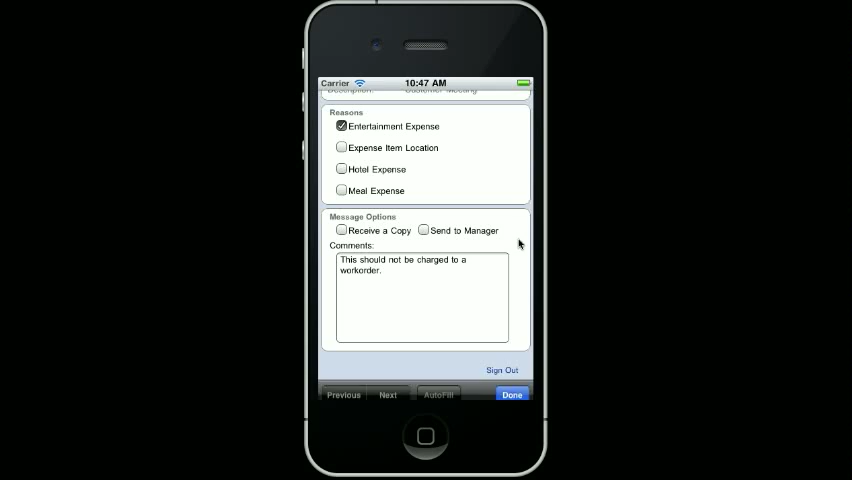 Carrier 10:47 AM
Description: Customer Meeting
Reasons
Entertainment Expense
Expense Item Location
Hotel Expense
Meal Expense
Message Options
Receive a Copy Send to Manager
Comments:
This should not be charged to a
workorder.
Sign Out
Previous Next AutoFill Done